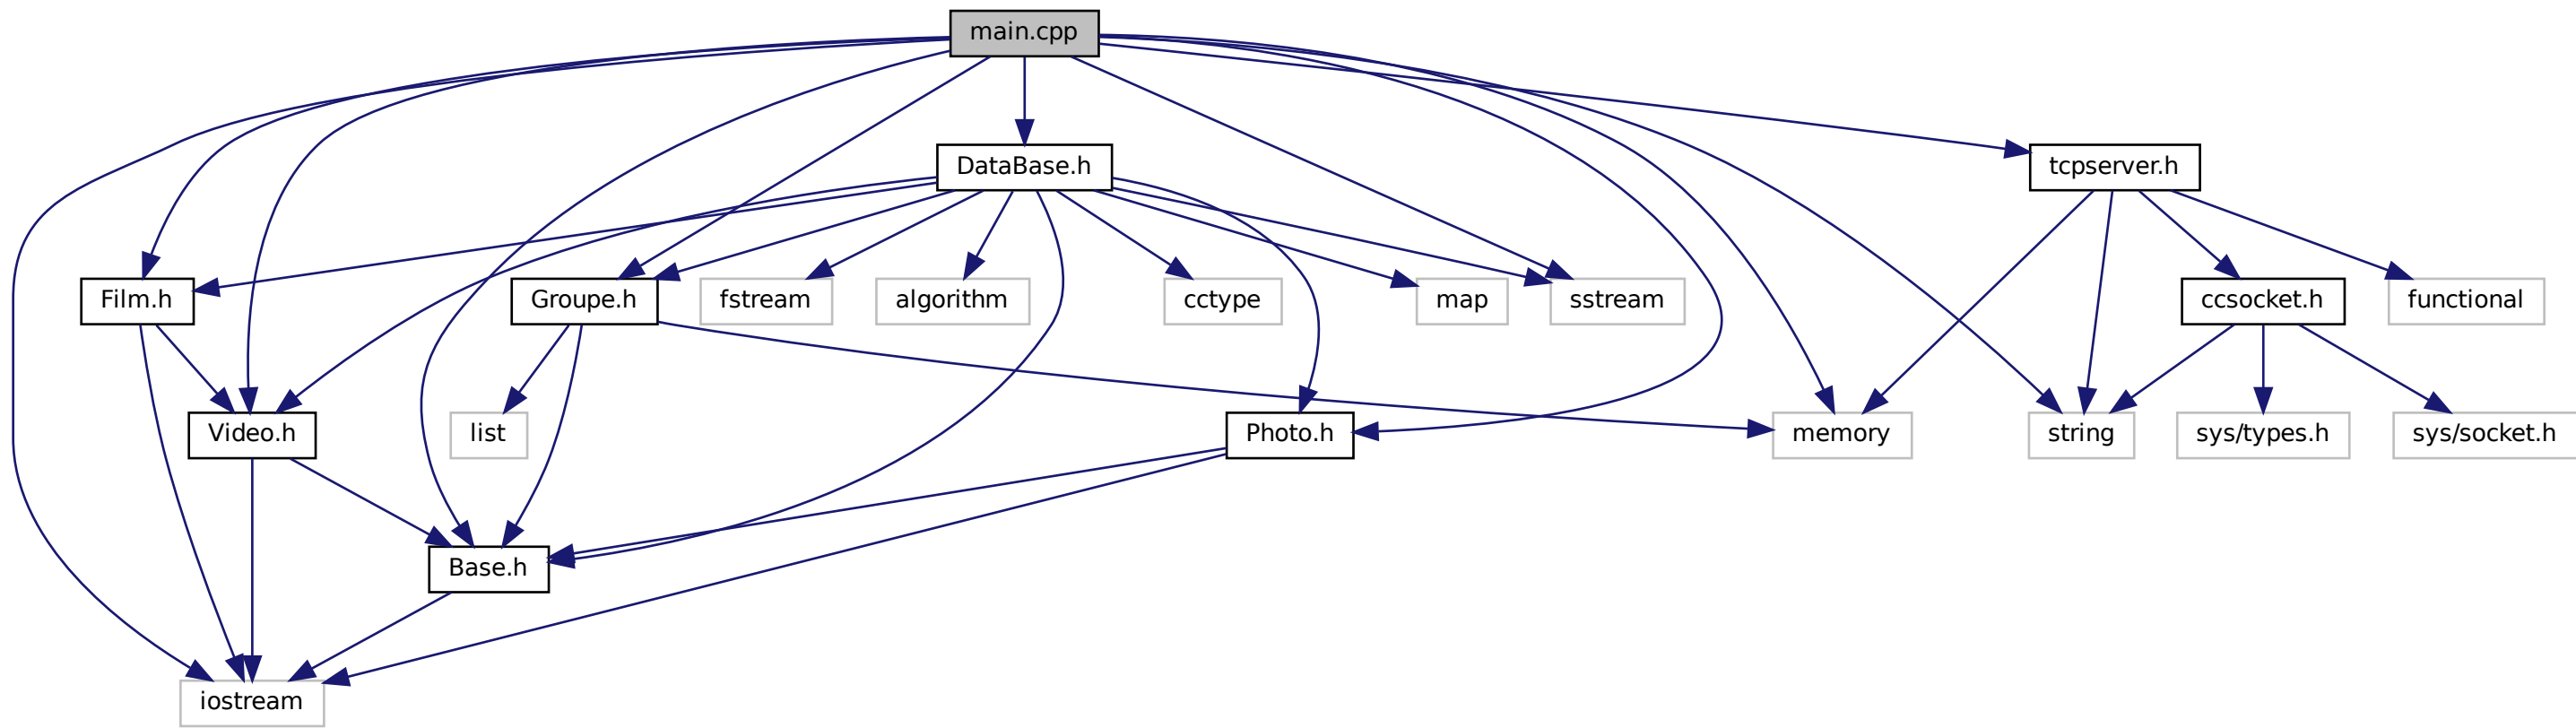 main.cpp
DataBase.h
tcpserver.h
Film.h
Groupe.h
fstream
algorithm
cctype
map
sstream
ccsocket.h
functional
Video.h
list
Photo.h
memory
string
sys/types.h
sys/socket.h
Base.h
iostream